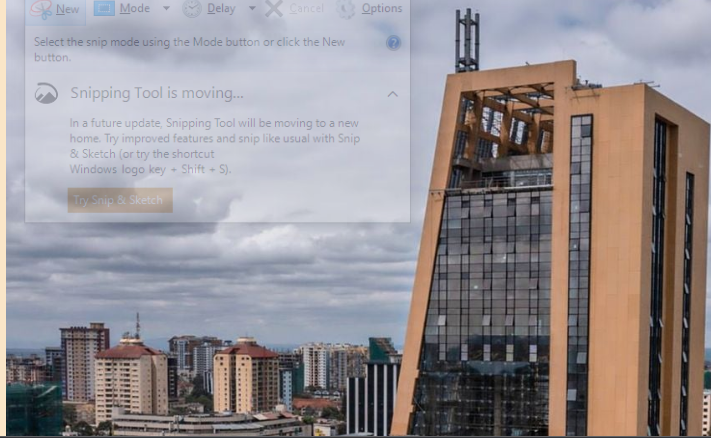 New Mode Delay Cancel Options
Select the snip mode using the Mode button or click the New
button.
?
Snipping Tool is moving...
In a future update, Snipping Tool will be moving to a new
home. Try improved features and snip like usual with Snip
& Sketch (or try the shortcut
Windows logo key + Shift + S).
Try Snip & Sketch